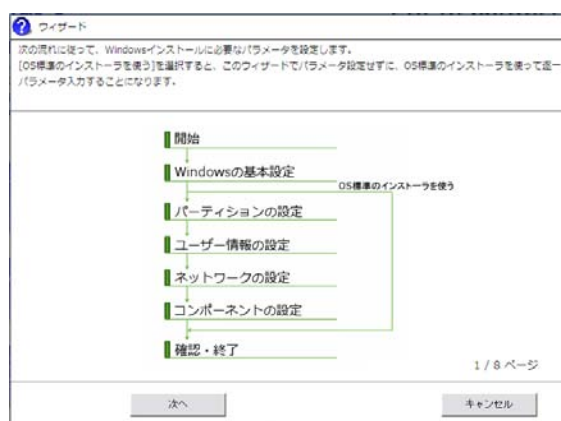 ウィザード
次の流れに従って、Windowsインストールに必要なパラメータを設定します。
[OS標準のインストーラを使う]を選択すると、このウィザードでパラメータ設定せずに、OS標準のインストーラを使って逐一
パラメータ入力することになります。
開始
Windowsの基本設定
OS標準のインストーラを使う
パーティションの設定
ユーザー情報の設定
ネットワークの設定
コンポーネントの設定
確認・終了
1 / 8 ページ
次へ
キャンセル